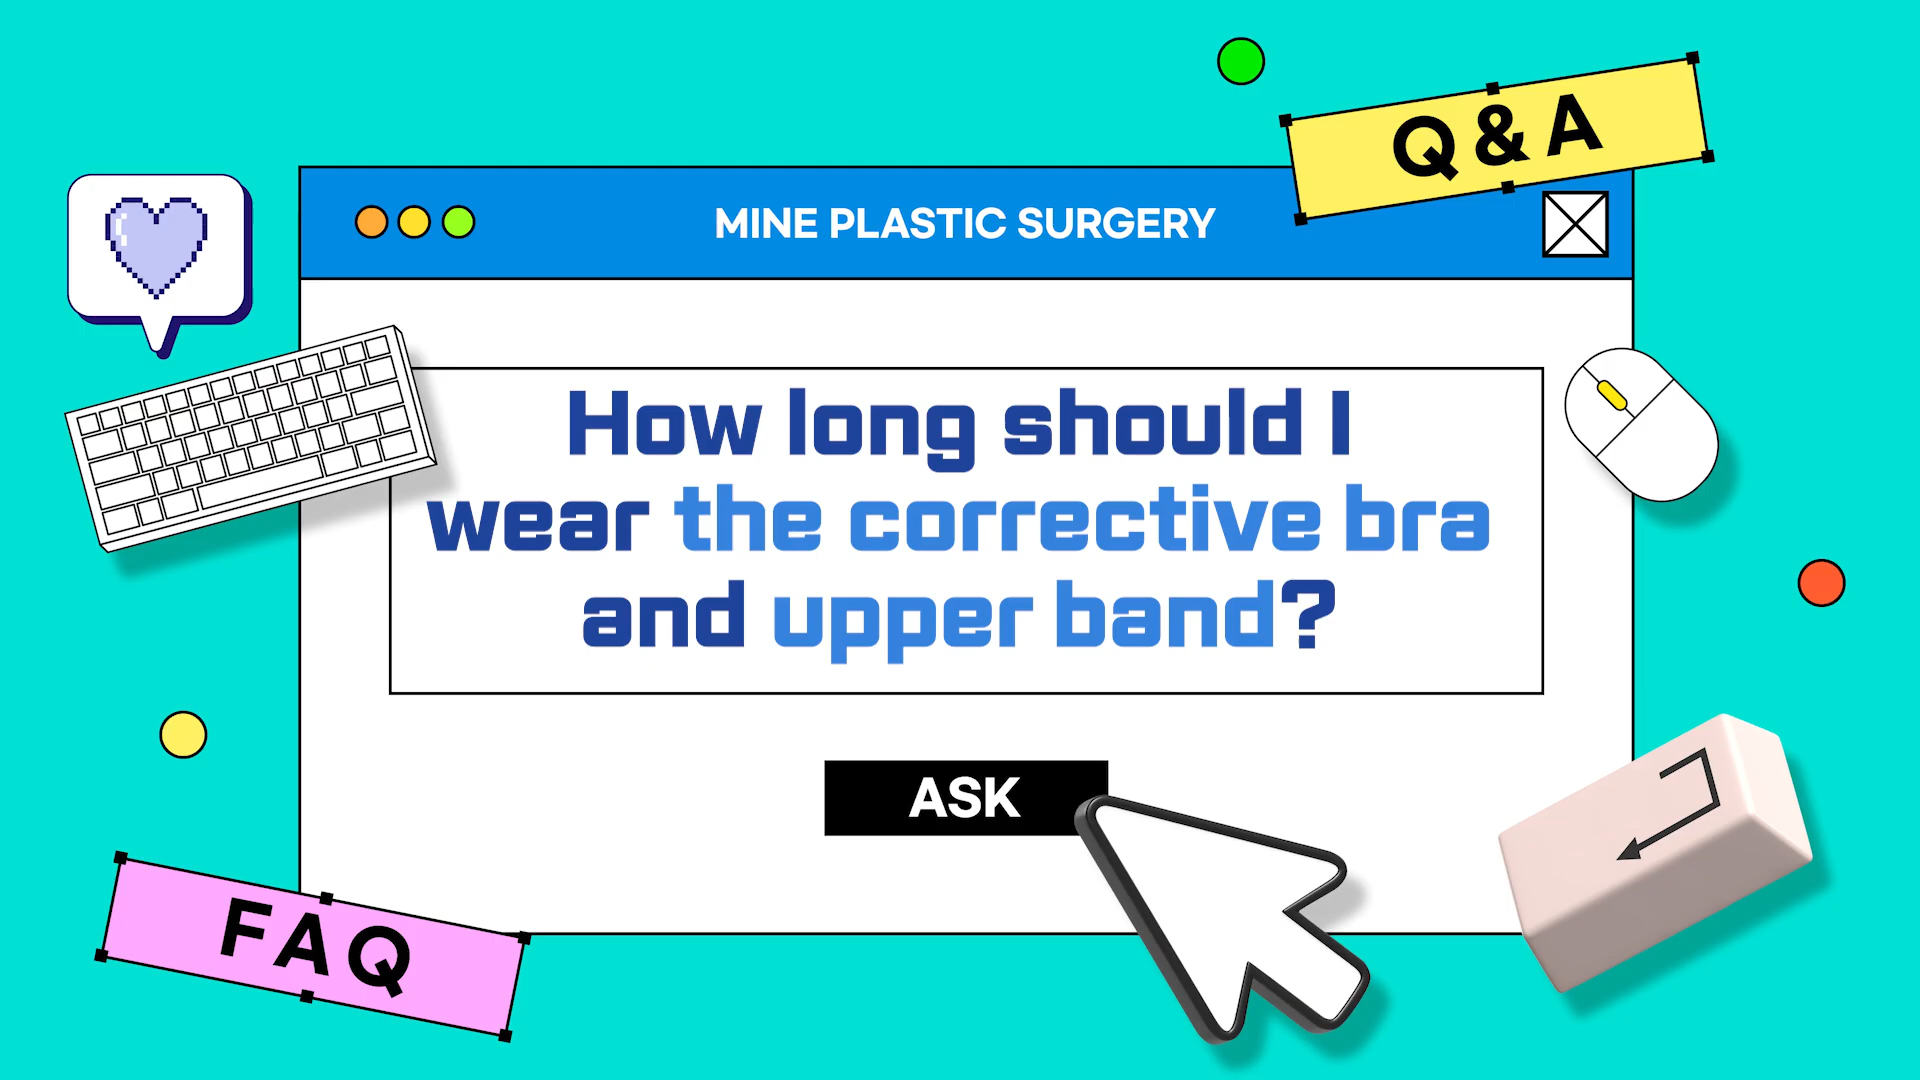 Q & A
MINE PLASTIC SURGERY
How long should I
wear the corrective bra
and upper band?
ASK
FAQ